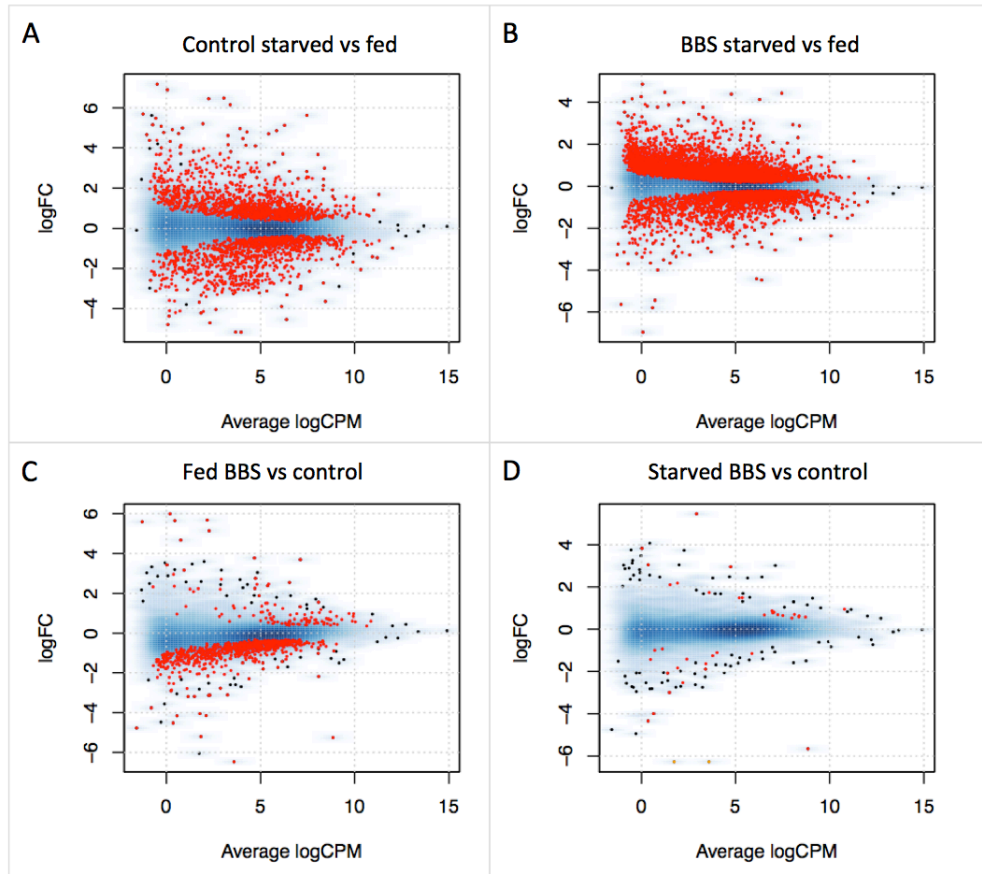 A
Control starved vs fed
logFC
6
4
2
0
−2
−4
0 5 10 15
Average logCPM
B
BBS starved vs fed
logFC
4
2
0
−2
−4
−6
0 5 10 15
Average logCPM
C
Fed BBS vs control
logFC
6
4
2
0
−2
−4
−6
0 5 10 15
Average logCPM
D
Starved BBS vs control
logFC
4
2
0
−2
−4
−6
0 5 10 15
Average logCPM